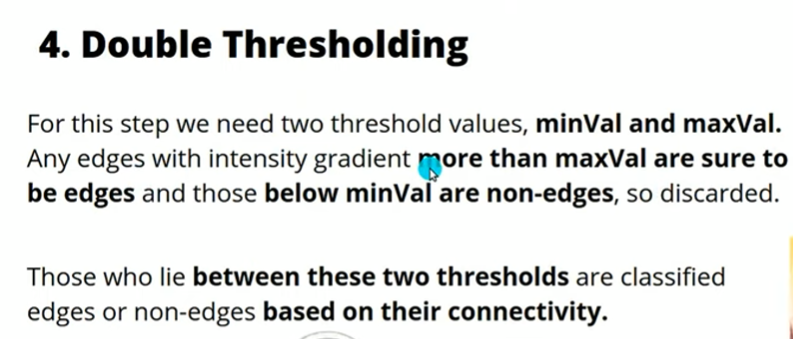 4. Double Thresholding
For this step we need two threshold values, minVal and maxVal.
Any edges with intensity gradient more than maxVal are sure to
be edges and those below minVal are non-edges, so discarded.
Those who lie between these two thresholds are classified
edges or non-edges based on their connectivity.